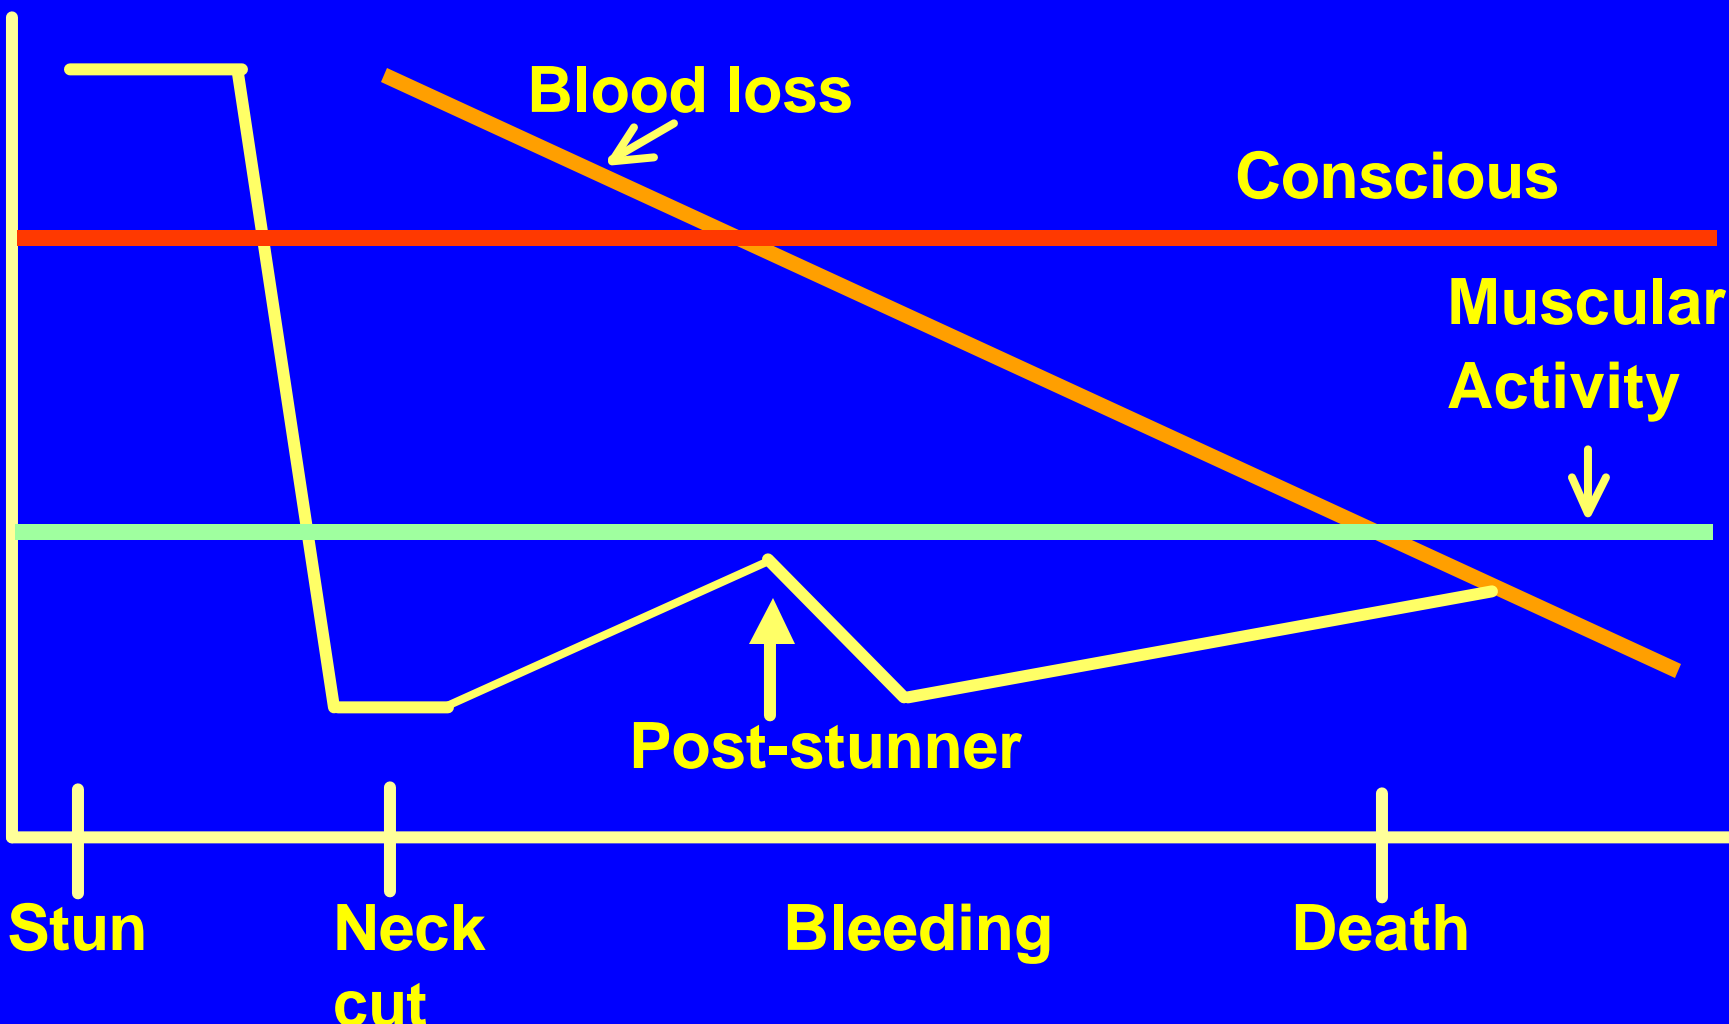 Blood loss
Conscious
Muscular
Activity
Post-stunner
Stun
Neck
cut
Bleeding
Death